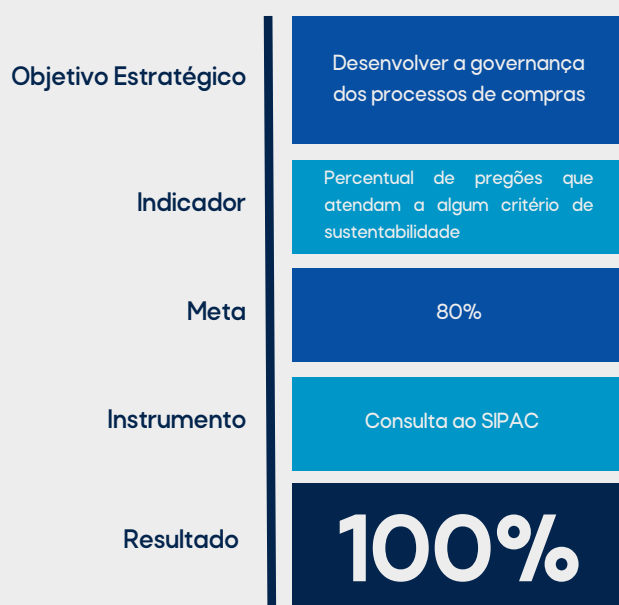 Objetivo Estratégico
Desenvolver a governança
dos processos de compras
Indicador
Percentual de pregões que
atendam a algum critério de
sustentabilidade
Meta
80%
Instrumento
Consulta ao SIPAC
Resultado
100%